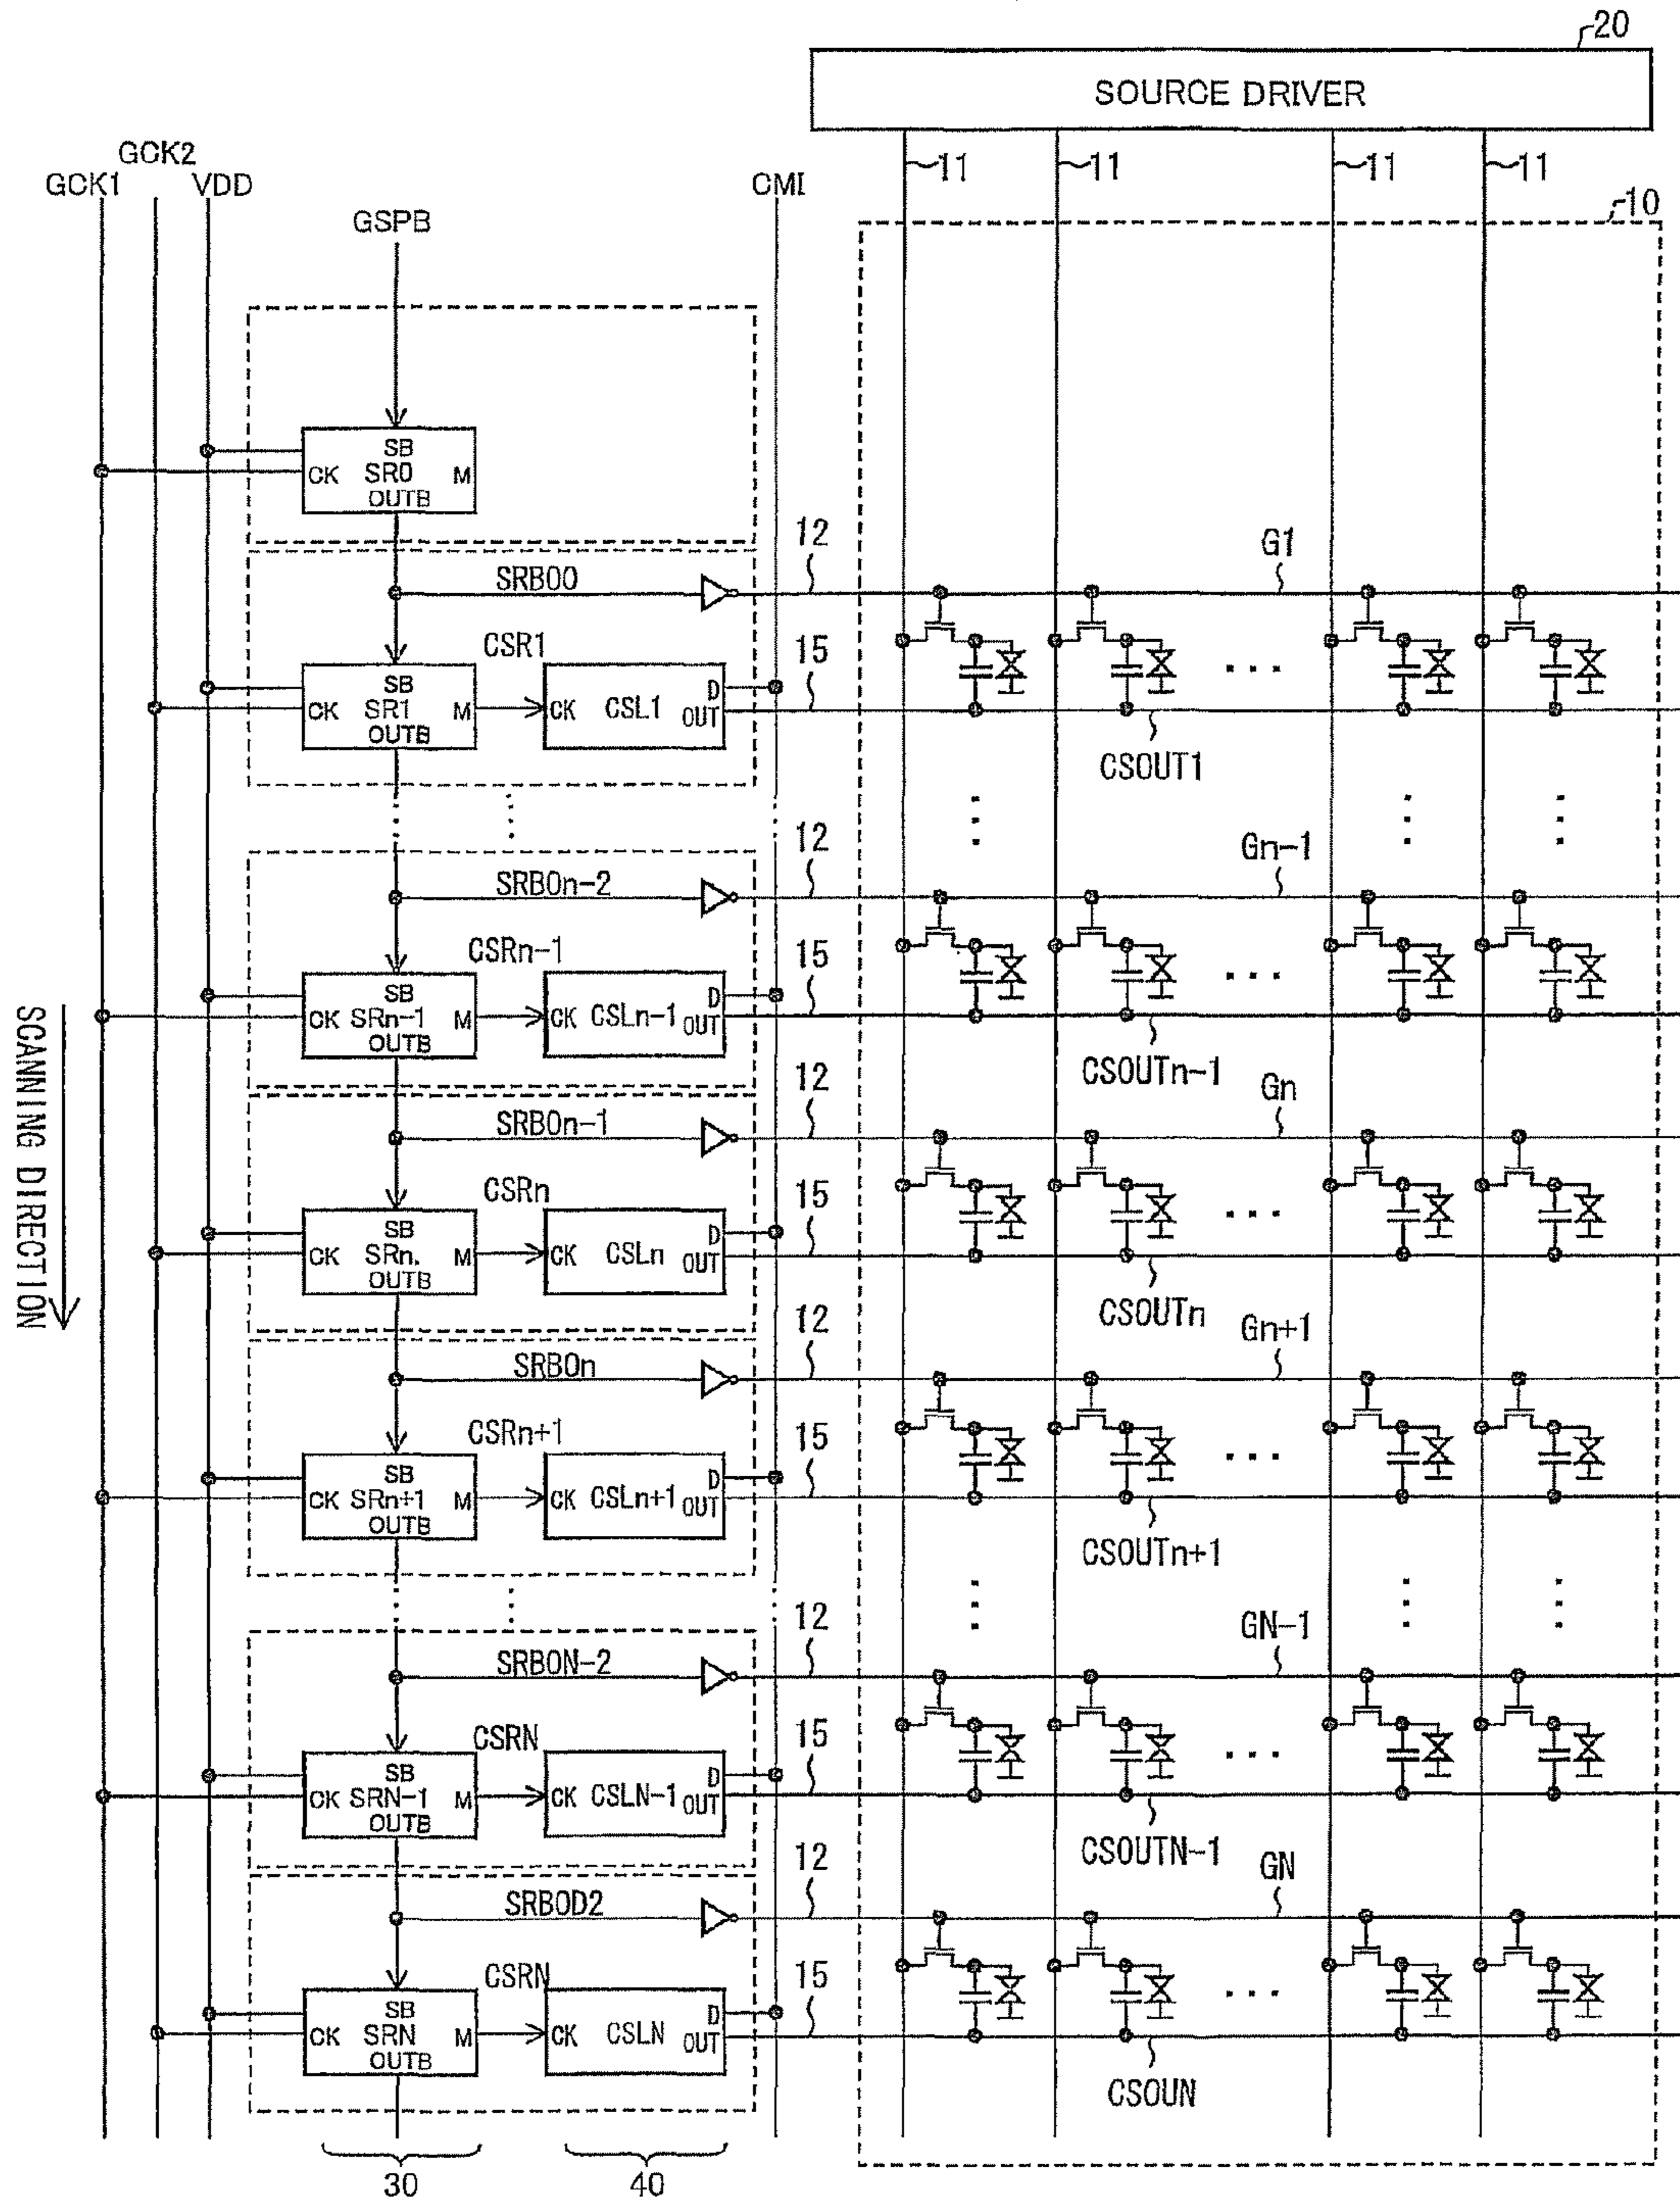 20
SOURCE DRIVER
GCK1
GCK2
VDD
GSPB
CMI
11
11
11
11
10
SB
CK SR0 M
OUTB
SRBO0
12
G1
CSR1
15
SB
CK SR1 M
OUTB
CK CSL1 D
OUT
CSOUT1
. . .
SRBOn-2
12
Gn-1
CSRn-1
15
SB
CK SRn-1 M
OUTB
CK CSLn-1 D
OUT
CSOUTn-1
. . .
SCANNING DIRECTION
SRBOn-1
12
Gn
CSRn
15
SB
CK SRn. M
OUTB
CK CSLn D
OUT
CSOUTn
. . .
SRBOn
12
Gn+1
CSRn+1
15
SB
CK SRn+1 M
OUTB
CK CSLn+1 D
OUT
CSOUTn+1
. . .
SRBON-2
12
GN-1
CSRN
15
SB
CK SRN-1 M
OUTB
CK CSLN-1 D
OUT
CSOUTN-1
. . .
SRBOD2
12
GN
CSRN
15
SB
CK SRN M
OUTB
CK CSLN D
OUT
CSOUN
. . .
30
40